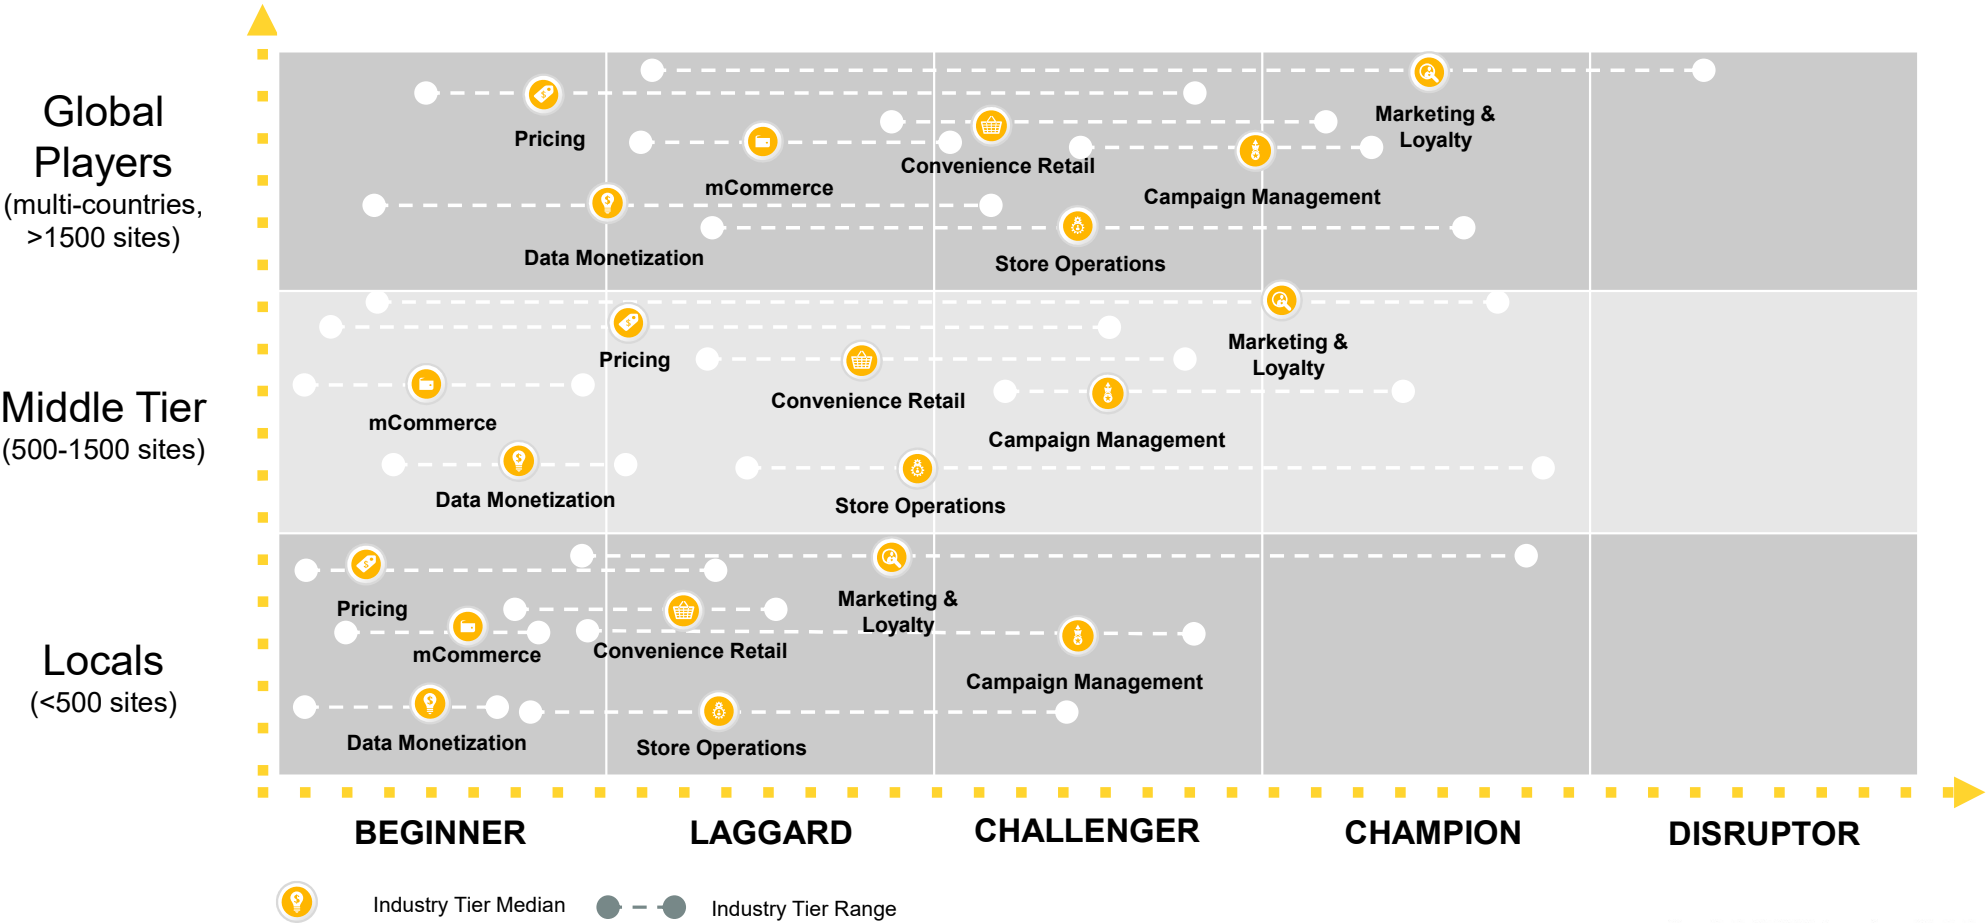 Global
Players
(multi-countries,
>1500 sites)
Pricing
Marketing &
Loyalty
Convenience Retail
mCommerce
Campaign Management
Data Monetization
Store Operations
Middle Tier
(500-1500 sites)
Marketing &
Loyalty
Pricing
Convenience Retail
mCommerce
Campaign Management
Data Monetization
Store Operations
Locals
(<500 sites)
Pricing
Marketing &
Loyalty
mCommerce
Convenience Retail
Campaign Management
Data Monetization
Store Operations
BEGINNER
LAGGARD
CHALLENGER
CHAMPION
DISRUPTOR
Industry Tier Median
Industry Tier Range